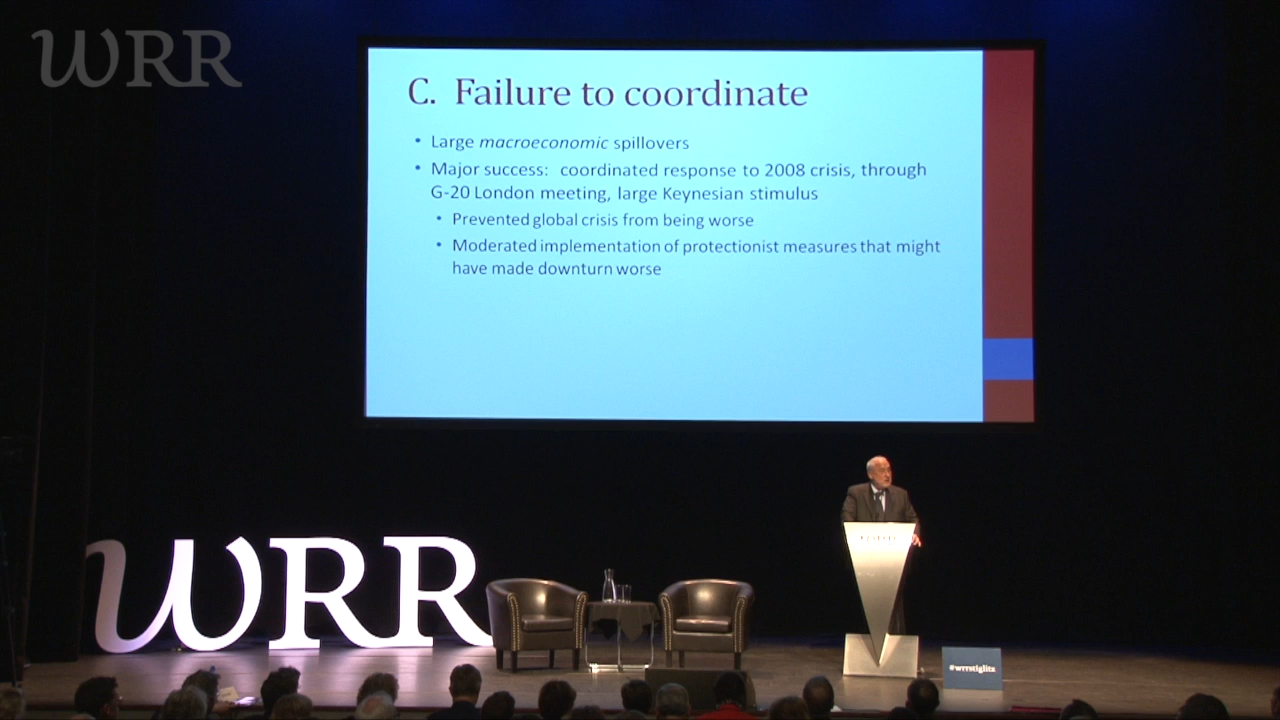 WRR
C. Failure to coordinate
• Large macroeconomic spillovers
• Major success: coordinated response to 2008 crisis, through
G-20 London meeting, large Keynesian stimulus
• Prevented global crisis from being worse
• Moderated implementation of protectionist measures that might
have made downturn worse
WRR
#wrrstiglitz